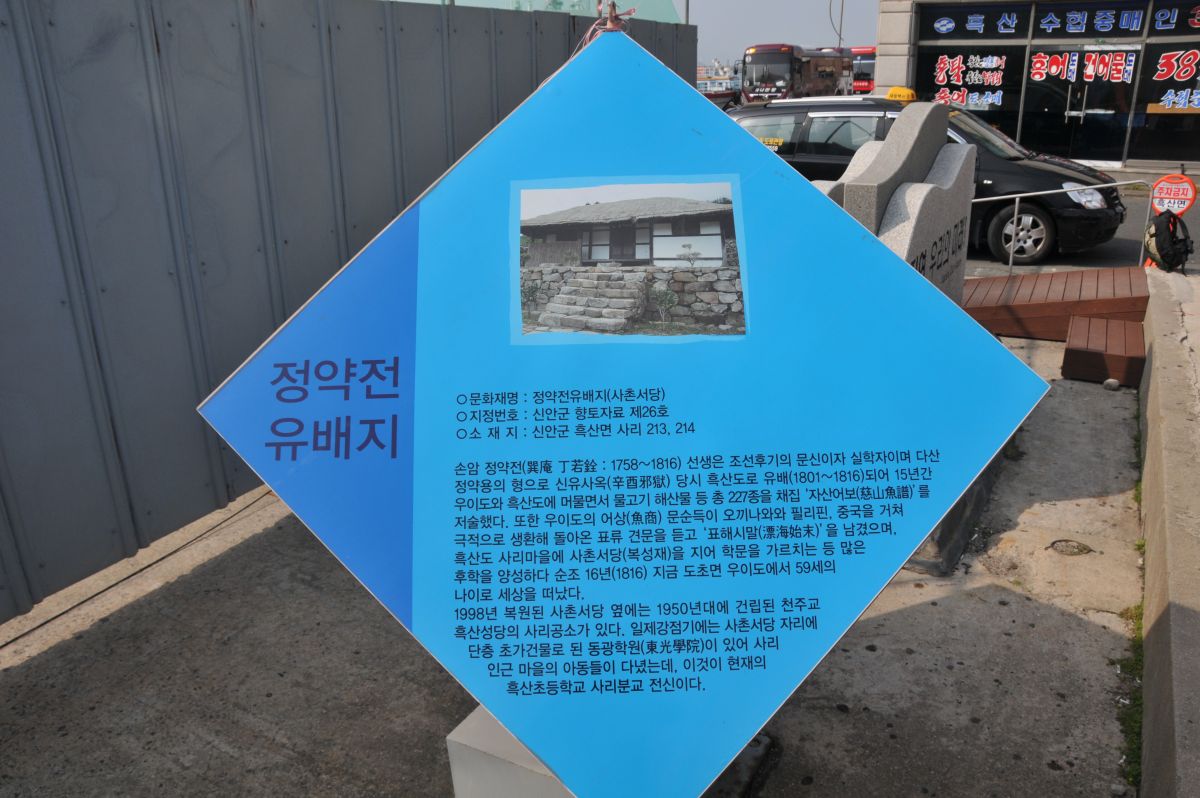 흑산 수협중매인 3
홍탁
홍어
홍어 도매 건어물 도매
38
주차금지
흑산면
우리의 미래
정약전
유배지
○문화재명 : 정약전유배지(사촌서당)
○지정번호 : 신안군 향토자료 제26호
○소 재 지 : 신안군 흑산면 사리 213, 214
손암 정약전(巽庵 丁若銓 : 1758~1816) 선생은 조선후기의 문신이자 실학자이며 다산
정약용의 형으로 신유사옥(辛酉邪獄) 당시 흑산도로 유배(1801~1816)되어 15년간
우이도와 흑산도에 머물면서 물고기 해산물 등 총 227종을 채집 '자산어보(慈山魚譜)'를
저술했다. 또한 우이도의 어상(魚商) 문순득이 오끼나와와 필리핀, 중국을 거쳐
극적으로 생환해 돌아온 표류 견문을 듣고 '표해시말(漂海始末)'을 남겼으며,
흑산도 사리마을에 사촌서당(복성재)을 지어 학문을 가르치는 등 많은
후학을 양성하다 순조 16년(1816) 지금 도초면 우이도에서 59세의
나이로 세상을 떠났다.
1998년 복원된 사촌서당 옆에는 1950년대에 건립된 천주교
흑산성당의 사리공소가 있다. 일제강점기에는 사촌서당 자리에
단층 초가건물로 된 동광학원(東光學院)이 있어 사리
인근 마을의 아동들이 다녔는데, 이것이 현재의
흑산초등학교 사리분교 전신이다.